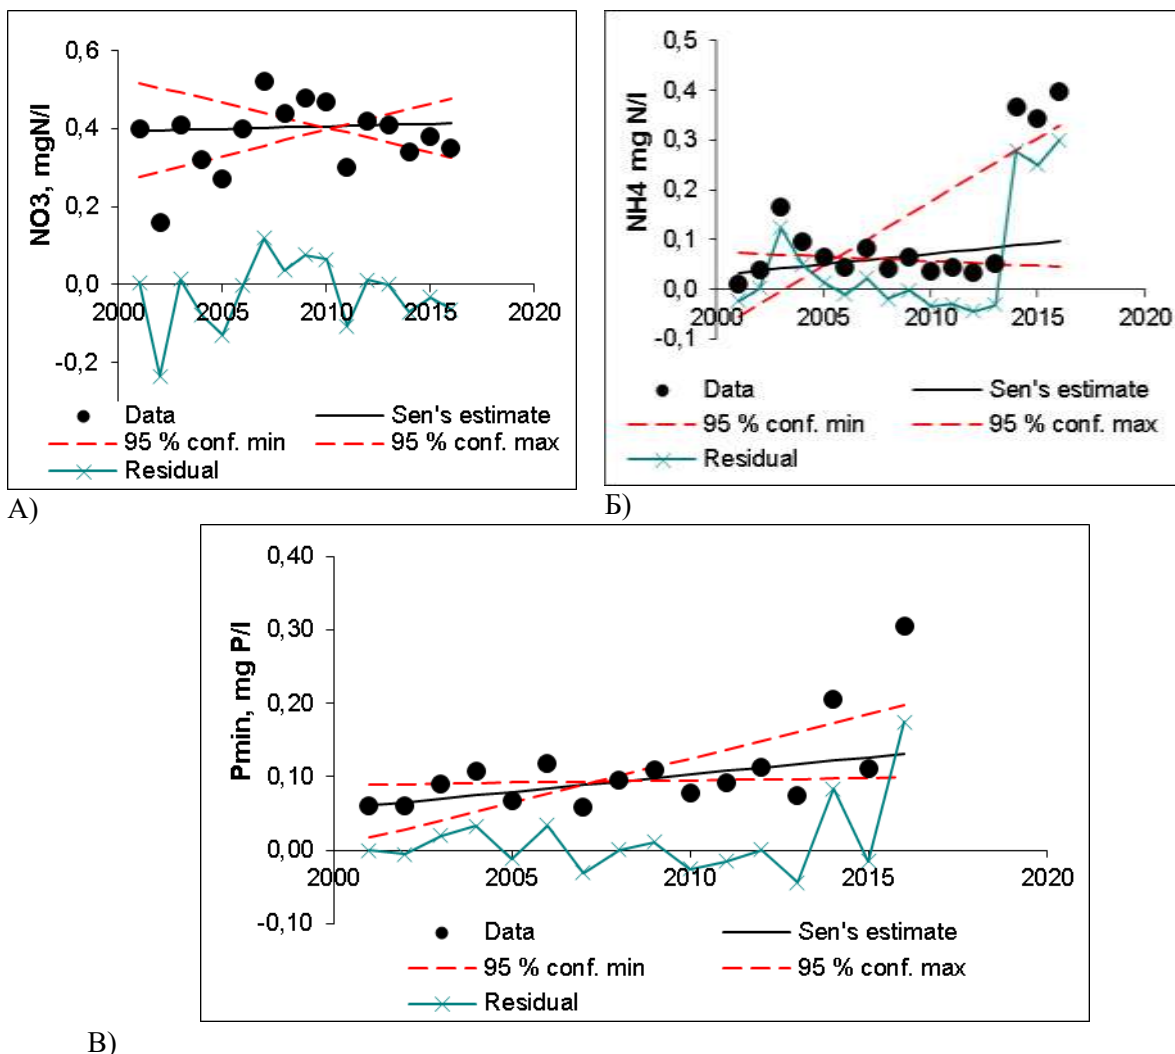 NO3, mgN/l
0,6
0,4
0,2
0,0
-0,2
2000 2005 2010 2015 2020
Data Sen's estimate
95 % conf. min 95 % conf. max
Residual
А)
NH4 mg N/l
0,5
0,4
0,3
0,2
0,1
0,0
-0,1
2000 2005 2010 2015 2020
Data Sen's estimate
95 % conf. min 95 % conf. max
Residual
Б)
Pmin, mg P/l
0,40
0,30
0,20
0,10
0,00
-0,10
2000 2005 2010 2015 2020
Data Sen's estimate
95 % conf. min 95 % conf. max
Residual
В)